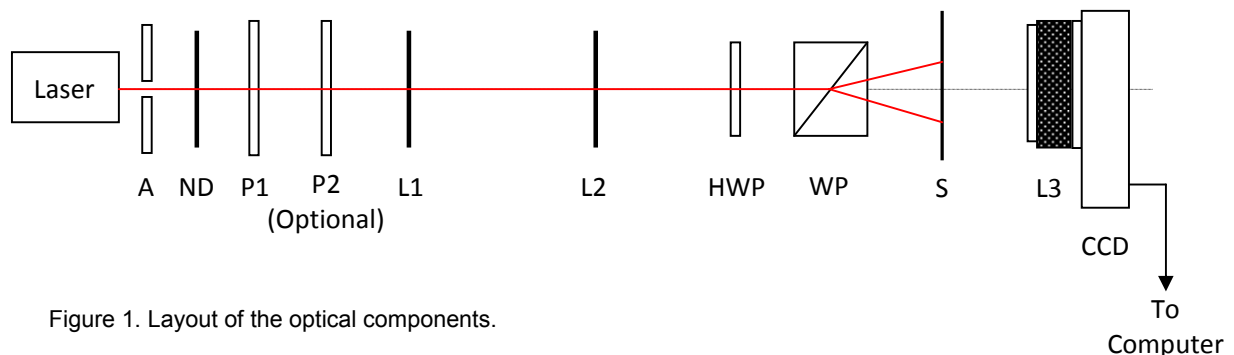 Laser
A ND P1 P2 L1 L2 HWP WP S L3
(Optional)
CCD
To
Computer
Figure 1. Layout of the optical components.